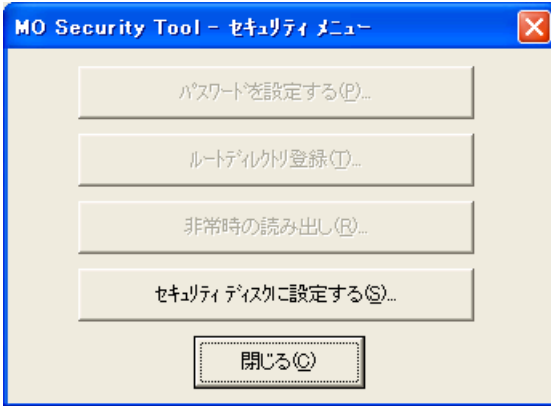 MO Security Tool - ｾｷｭﾘﾃｨ ﾒﾆｭｰ
ﾊﾟｽﾜｰﾄﾞを設定する(P)...
ﾙｰﾄﾃﾞｨﾚｸﾄﾘ登録(T)...
非常時の読み出し(R)...
ｾｷｭﾘﾃｨ ﾃﾞｨｽｸに設定する(S)...
閉じる(C)